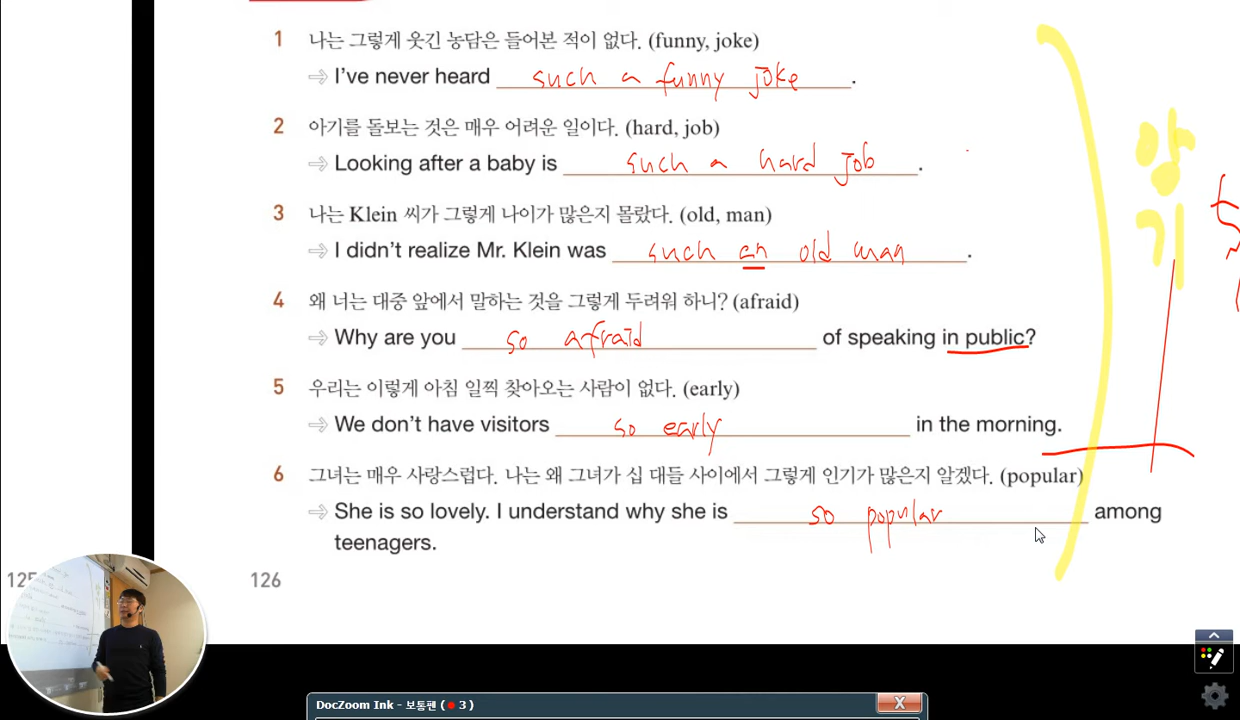 1 나는 그렇게 웃긴 농담은 들어본 적이 없다. (funny, joke)
⇨ I've never heard such a funny joke.
2 아기를 돌보는 것은 매우 어려운 일이다. (hard, job)
⇨ Looking after a baby is such a hard job.
3 나는 Klein 씨가 그렇게 나이가 많은지 몰랐다. (old, man)
⇨ I didn't realize Mr. Klein was such an old man.
4 왜 너는 대중 앞에서 말하는 것을 그렇게 두려워 하니? (afraid)
⇨ Why are you so afraid of speaking in public?
5 우리는 이렇게 아침 일찍 찾아오는 사람이 없다. (early)
⇨ We don't have visitors so early in the morning.
6 그녀는 매우 사랑스럽다. 나는 왜 그녀가 십 대들 사이에서 그렇게 인기가 많은지 알겠다. (popular)
⇨ She is so lovely. I understand why she is so popular among
teenagers.
암기
125
126
DocZoom Ink - 보통펜 ( 3 )
X